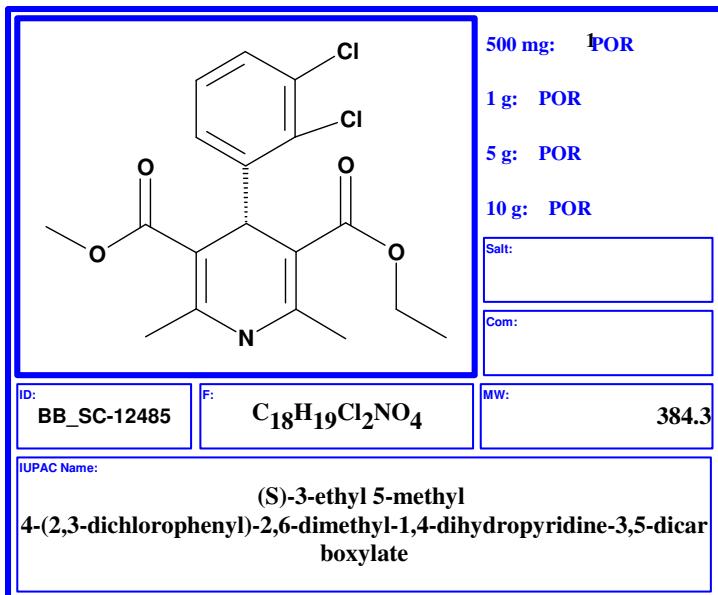 Cl
Cl
O
O
O
O
N
500 mg: 1 POR
1 g: POR
5 g: POR
10 g: POR
Salt:
Com:
ID:
BB_SC-12485
F:
C18H19Cl2NO4
MW:
384.3
IUPAC Name:
(S)-3-ethyl 5-methyl
4-(2,3-dichlorophenyl)-2,6-dimethyl-1,4-dihydropyridine-3,5-dicar
boxylate